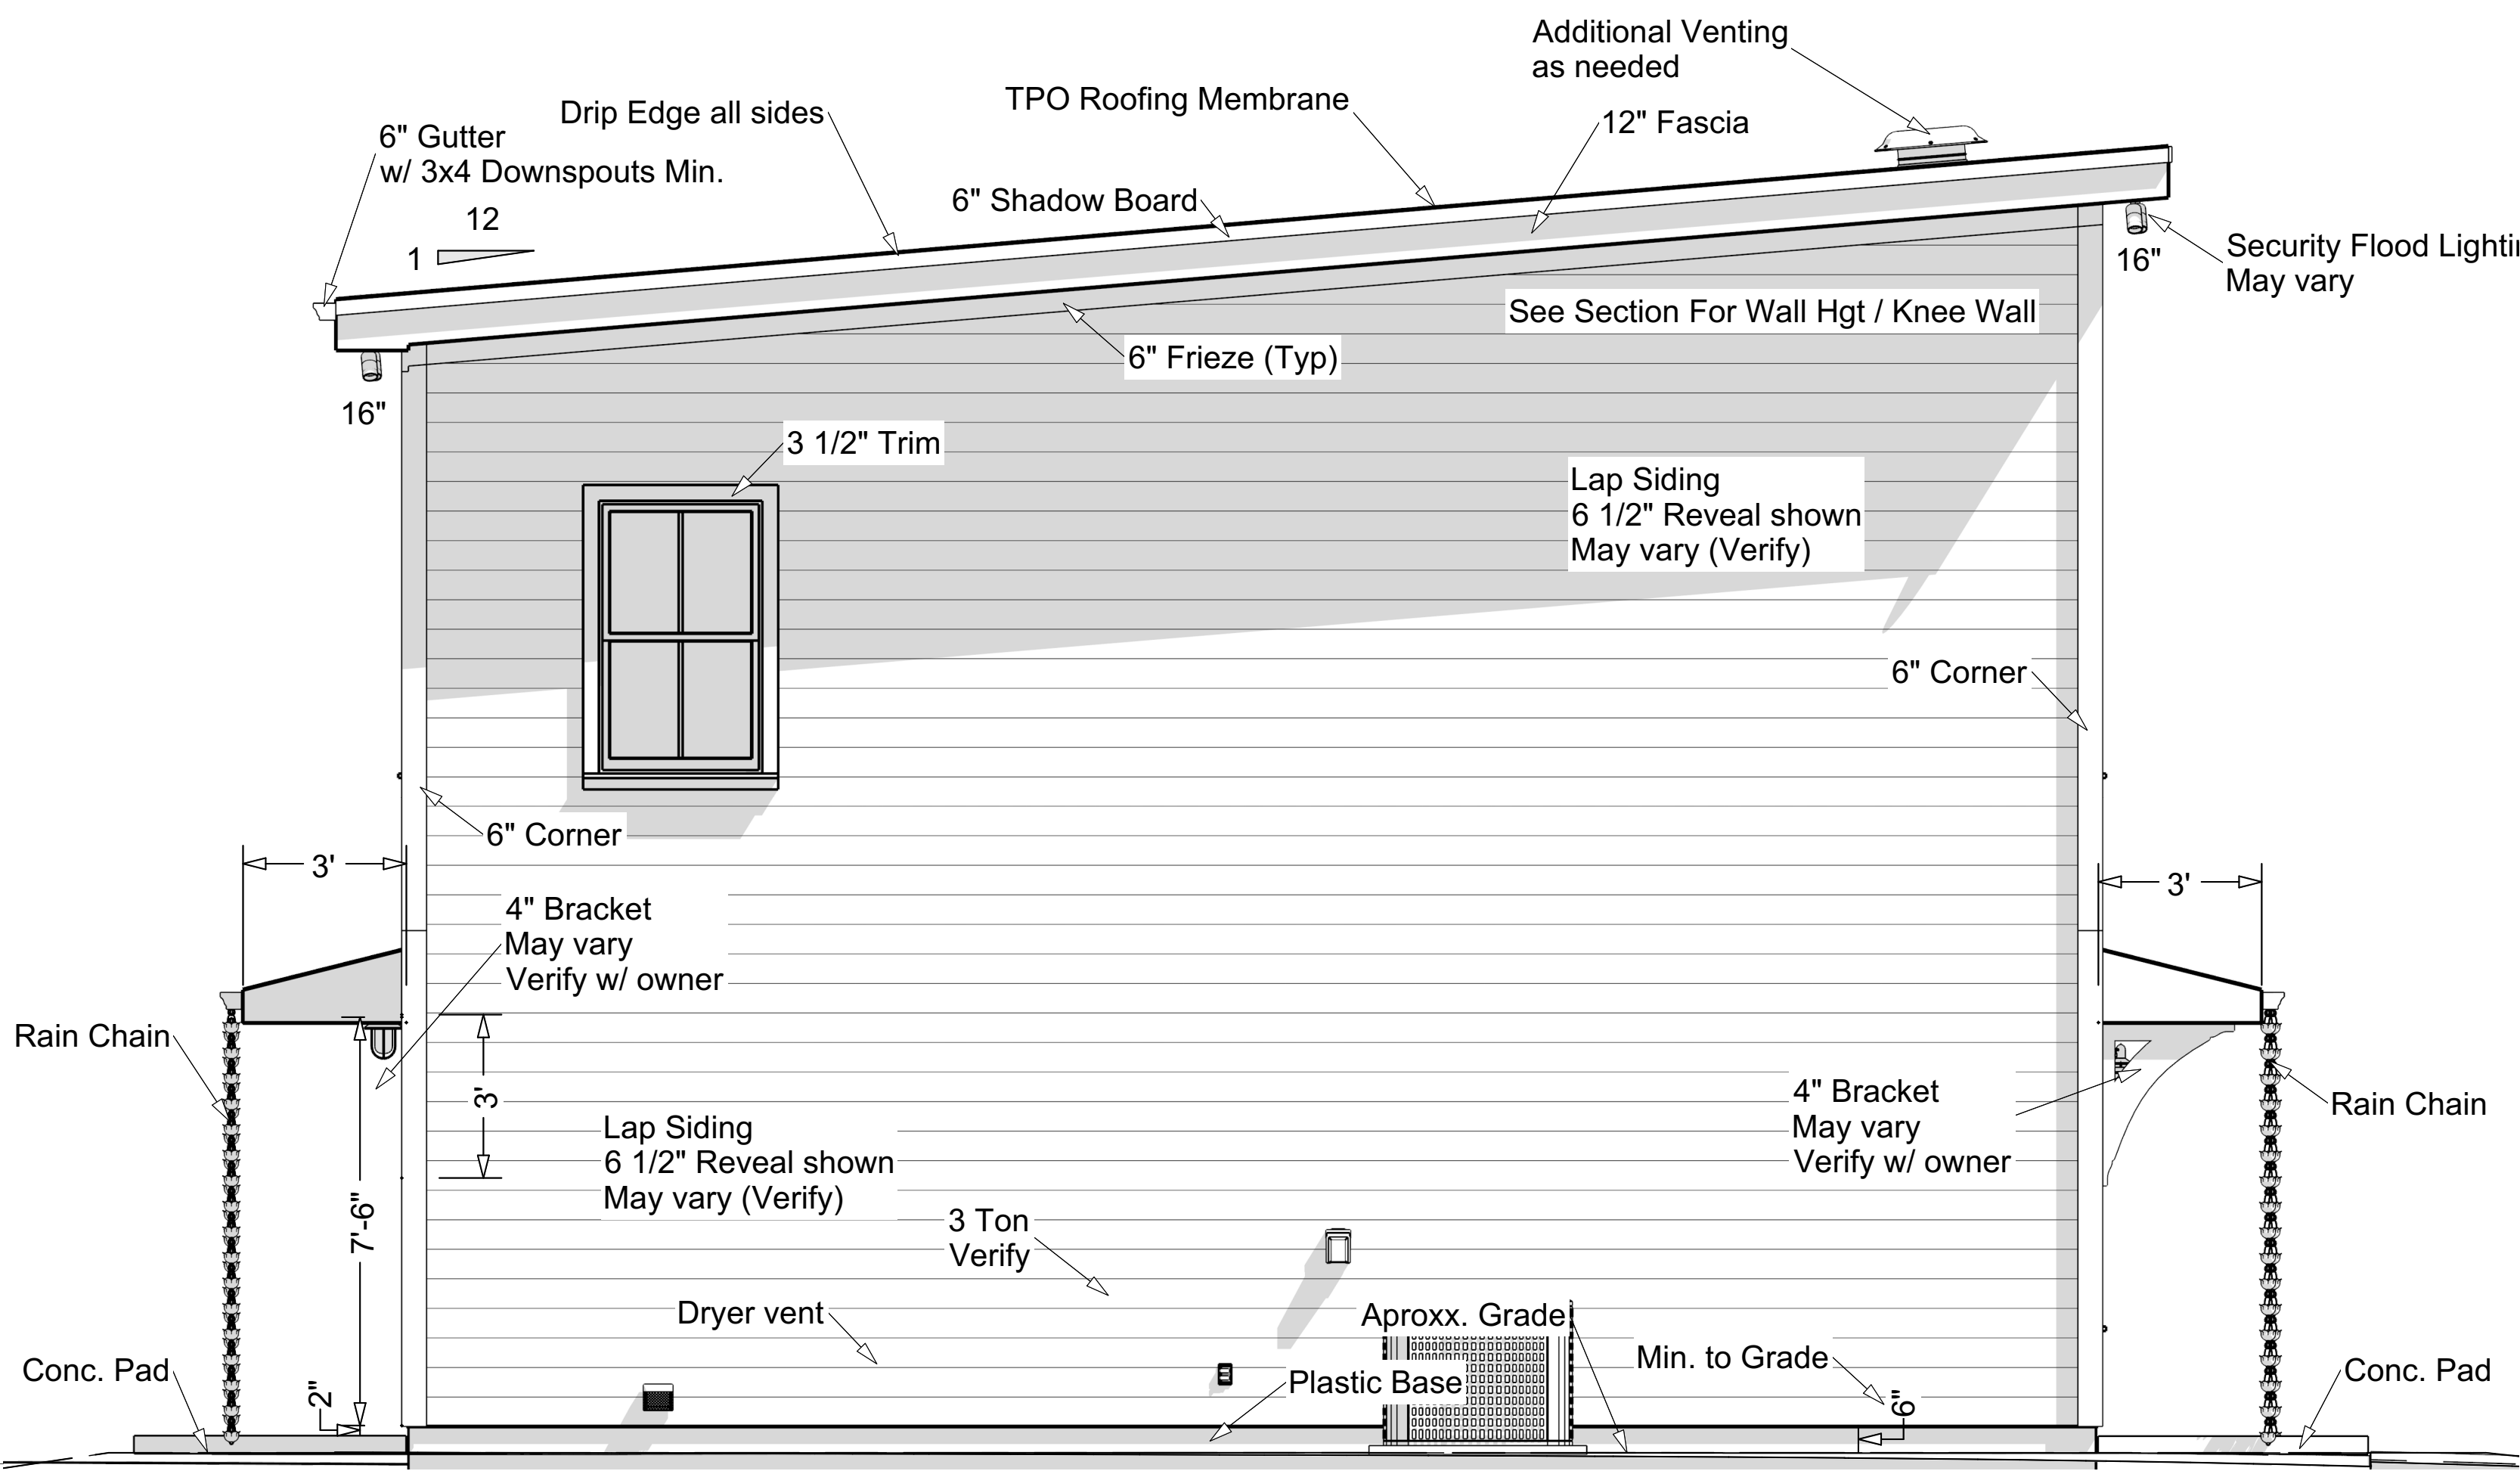 Additional Venting
as needed
TPO Roofing Membrane
12" Fascia
Drip Edge all sides
6" Gutter
w/ 3x4 Downspouts Min.
6" Shadow Board
12
1
Security Flood Lighti
May vary
16"
See Section For Wall Hgt / Knee Wall
6" Frieze (Typ)
16"
3 1/2" Trim
Lap Siding
6 1/2" Reveal shown
May vary (Verify)
6" Corner
6" Corner
3'
3'
4" Bracket
May vary
Verify w/ owner
Rain Chain
3'
7'-6"
4" Bracket
May vary
Verify w/ owner
Rain Chain
Lap Siding
6 1/2" Reveal shown
May vary (Verify)
3 Ton
Verify
Dryer vent
Aproxx. Grade
Min. to Grade
Conc. Pad
2"
Plastic Base
6"
Conc. Pad